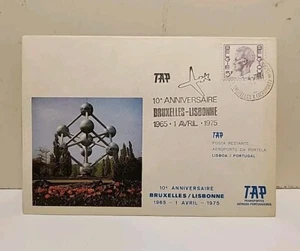 TAP
10e ANNIVERSAIRE
BRUXELLES-LISBONNE
1965 - 1 AVRIL - 1975
TAP
POSTA RESTANTE
AEROPORTO DA PORTELA
LISBOA / PORTUGAL
10e ANNIVERSAIRE
BRUXELLES/LISBONNE
1965 - 1 AVRIL - 1975
TAP
TRANSPORTES
AÉREOS PORTUGUESES